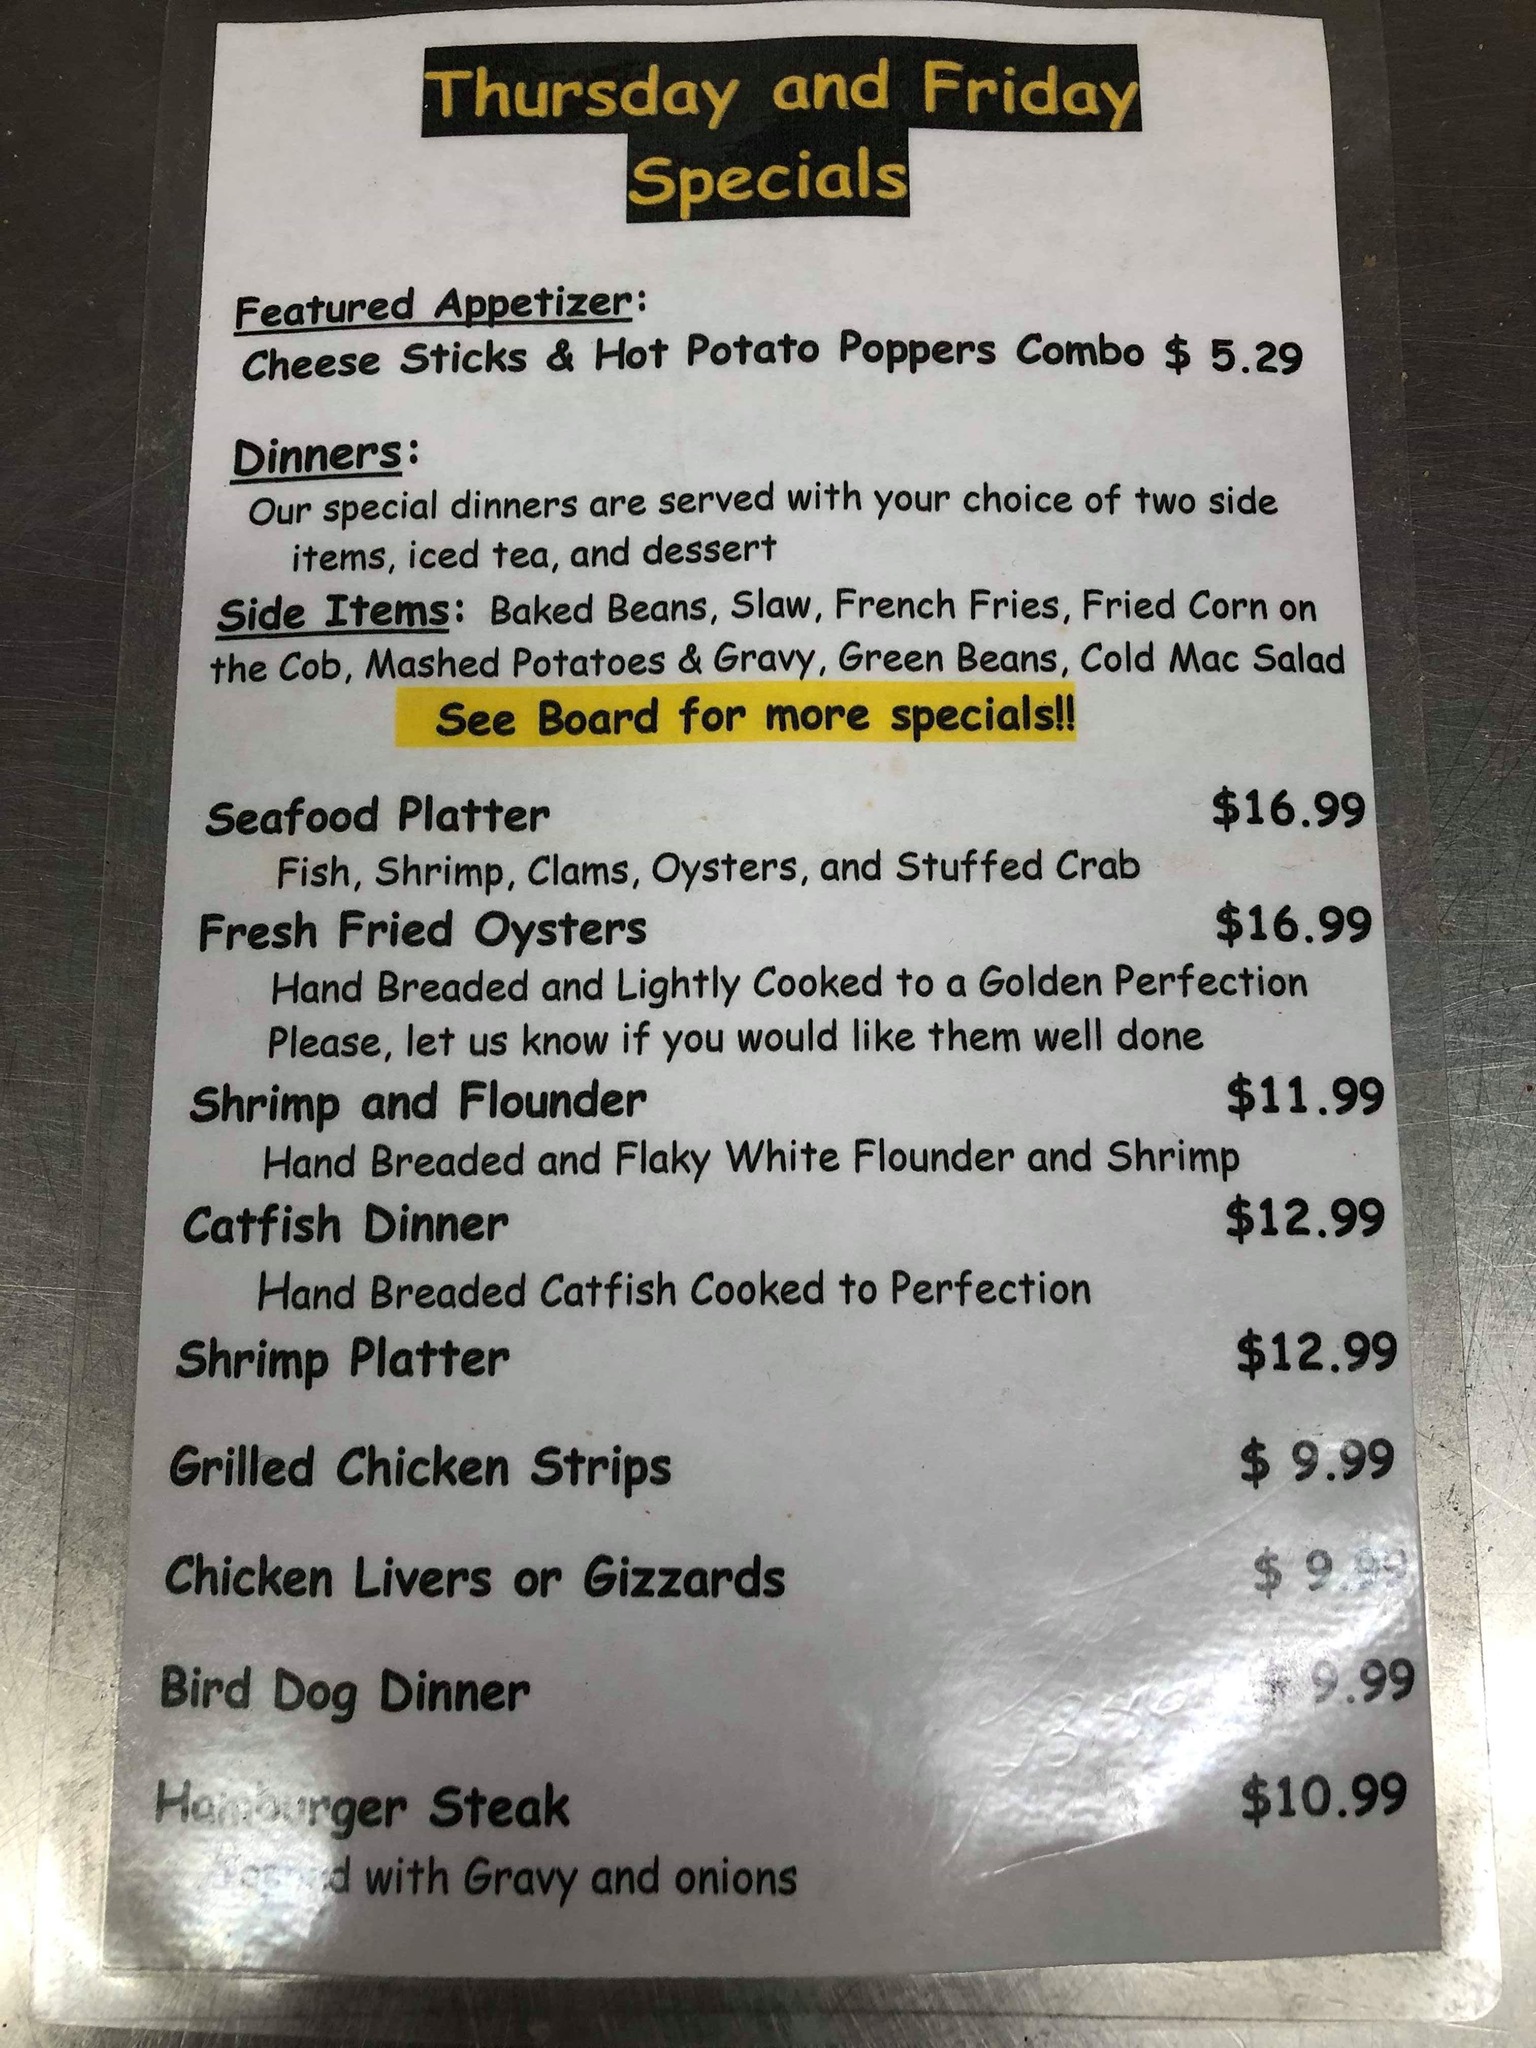 Thursday and Friday
Specials
Featured Appetizer:
Cheese Sticks & Hot Potato Poppers Combo $ 5.29
Dinners:
Our special dinners are served with your choice of two side
items, iced tea, and dessert
Side Items: Baked Beans, Slaw, French Fries, Fried Corn on
the Cob, Mashed Potatoes & Gravy, Green Beans, Cold Mac Salad
See Board for more specials!!
Seafood Platter $16.99
Fish, Shrimp, Clams, Oysters, and Stuffed Crab
Fresh Fried Oysters $16.99
Hand Breaded and Lightly Cooked to a Golden Perfection
Please, let us know if you would like them well done
Shrimp and Flounder $11.99
Hand Breaded and Flaky White Flounder and Shrimp
Catfish Dinner $12.99
Hand Breaded Catfish Cooked to Perfection
Shrimp Platter $12.99
Grilled Chicken Strips $ 9.99
Chicken Livers or Gizzards $ 9.99
Bird Dog Dinner $ 9.99
Hamburger Steak $10.99
Topped with Gravy and onions